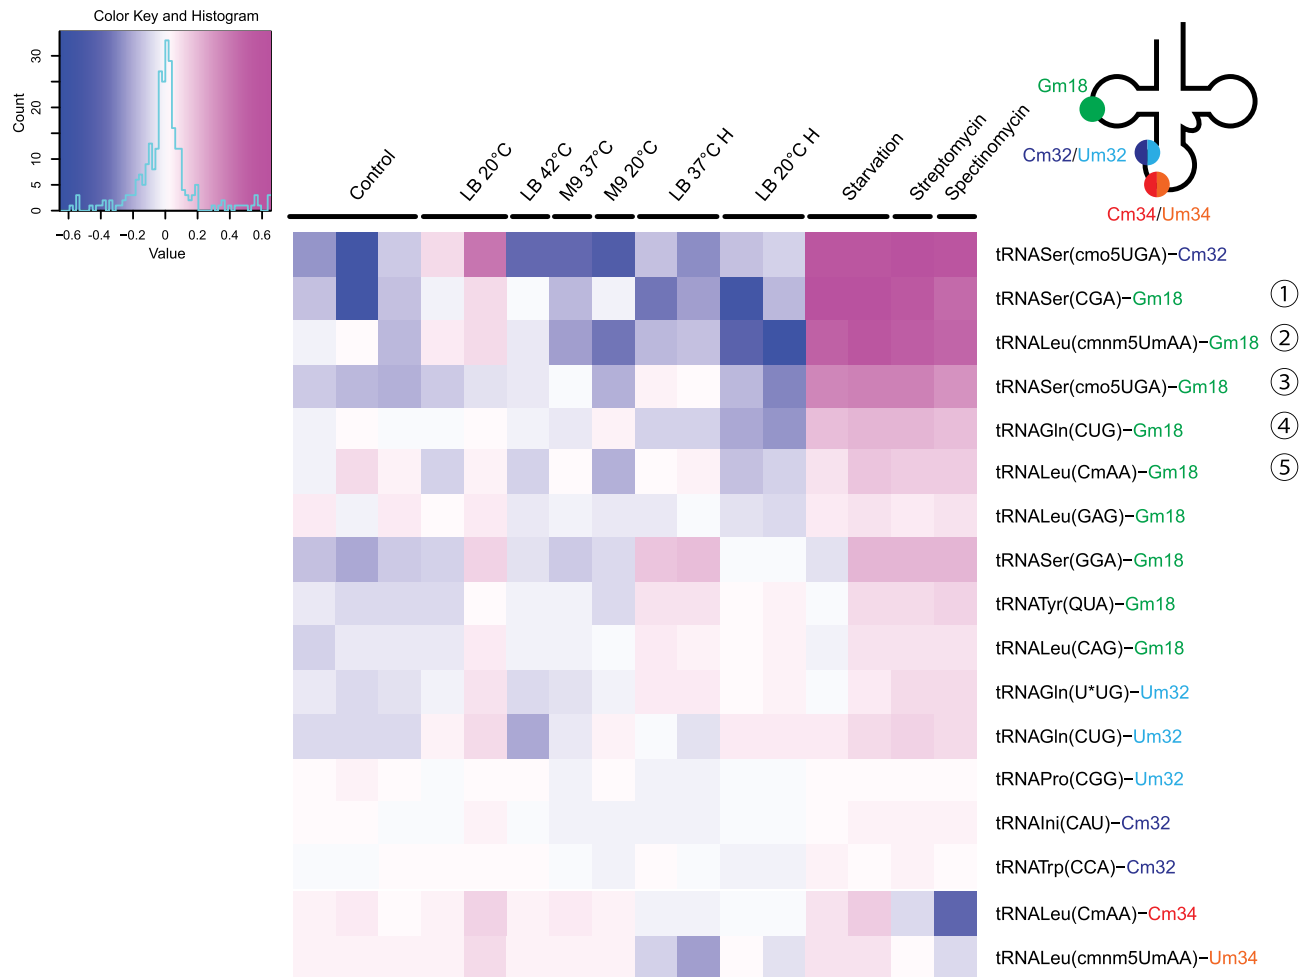 Color Key and Histogram
Count
0
5
10
20
30
−0.6 −0.4 −0.2 0 0.2 0.4 0.6
Value
Control
LB 20°C
LB 42°C
M9 37°C
M9 20°C
LB 37°C H
LB 20°C H
Starvation
Streptomycin
Spectinomycin
Gm18
Cm32/Um32
Cm34/Um34
tRNASer(cmo5UGA)−Cm32
tRNASer(CGA)−Gm18 ①
tRNALeu(cmnm5UmAA)−Gm18 ②
tRNASer(cmo5UGA)−Gm18 ③
tRNAGln(CUG)−Gm18 ④
tRNALeu(CmAA)−Gm18 ⑤
tRNALeu(GAG)−Gm18
tRNASer(GGA)−Gm18
tRNATyr(QUA)−Gm18
tRNALeu(CAG)−Gm18
tRNAGln(U*UG)−Um32
tRNAGln(CUG)−Um32
tRNAPro(CGG)−Um32
tRNAIni(CAU)−Cm32
tRNATrp(CCA)−Cm32
tRNALeu(CmAA)−Cm34
tRNALeu(cmnm5UmAA)−Um34